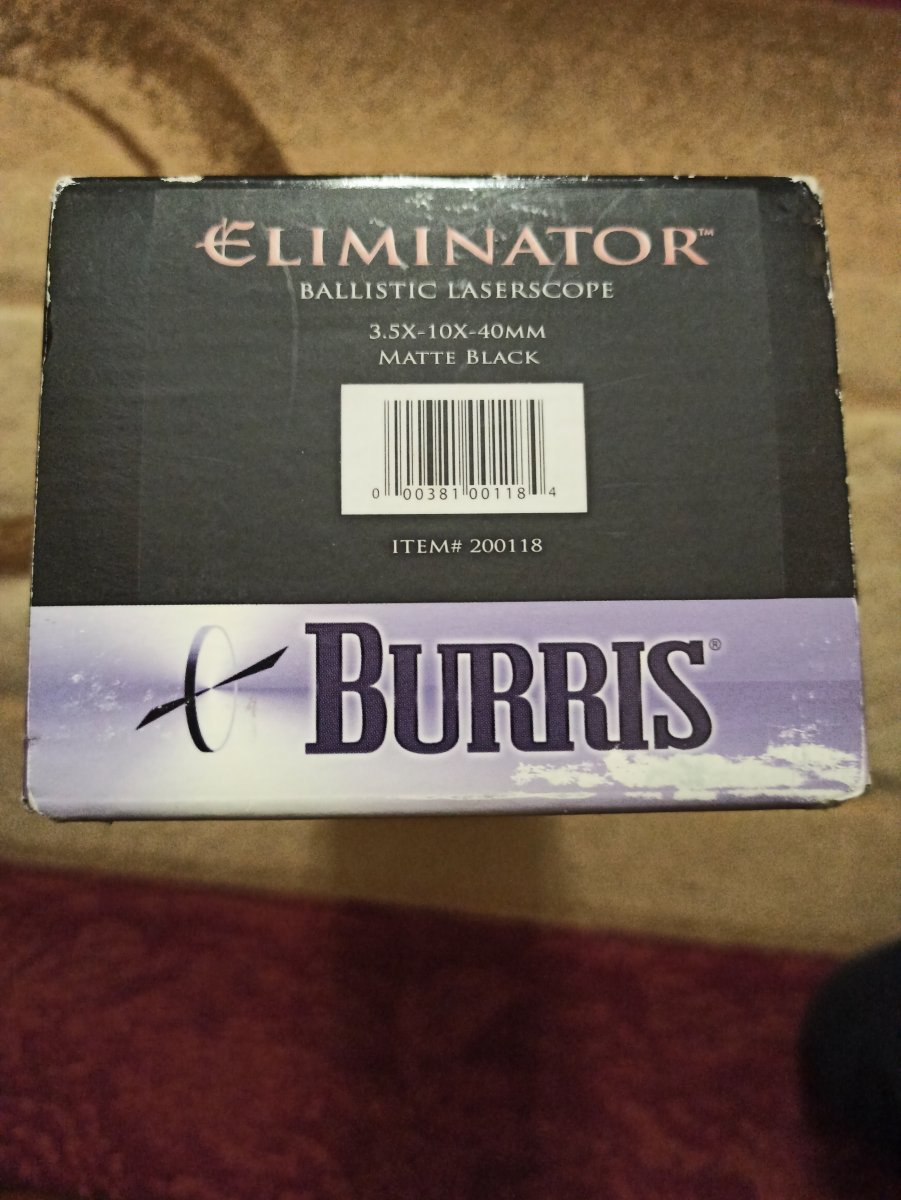 ELIMINATOR™
BALLISTIC LASERSCOPE
3.5X-10X-40MM
MATTE BLACK
0 00381 00118 4
ITEM# 200118
BURRIS®